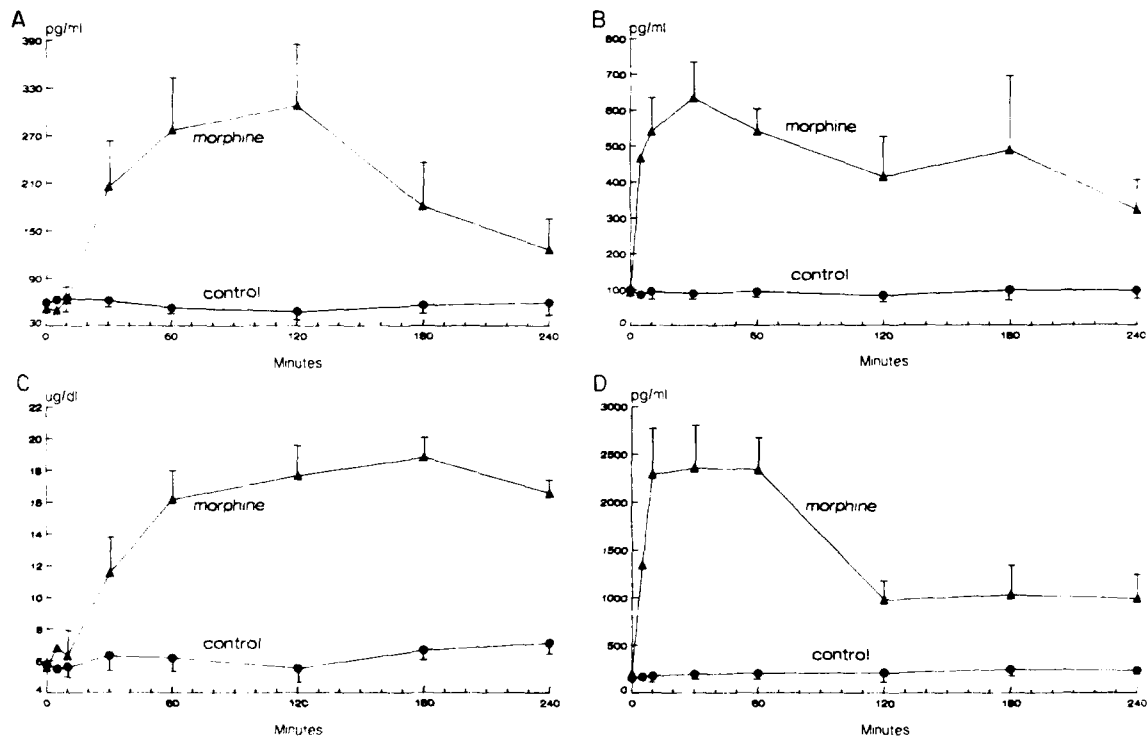 A
pg/ml
390
330
270
210
150
90
30
morphine
control
0 60 120 180 240
Minutes
B
pg/ml
800
700
600
500
400
300
200
100
0
morphine
control
0 60 120 180 240
Minutes
C
ug/dl
22
20
18
16
14
12
10
8
6
4
morphine
control
0 60 120 180 240
Minutes
D
pg/ml
3000
2500
2000
1500
1000
500
0
morphine
control
0 60 120 180 240
Minutes